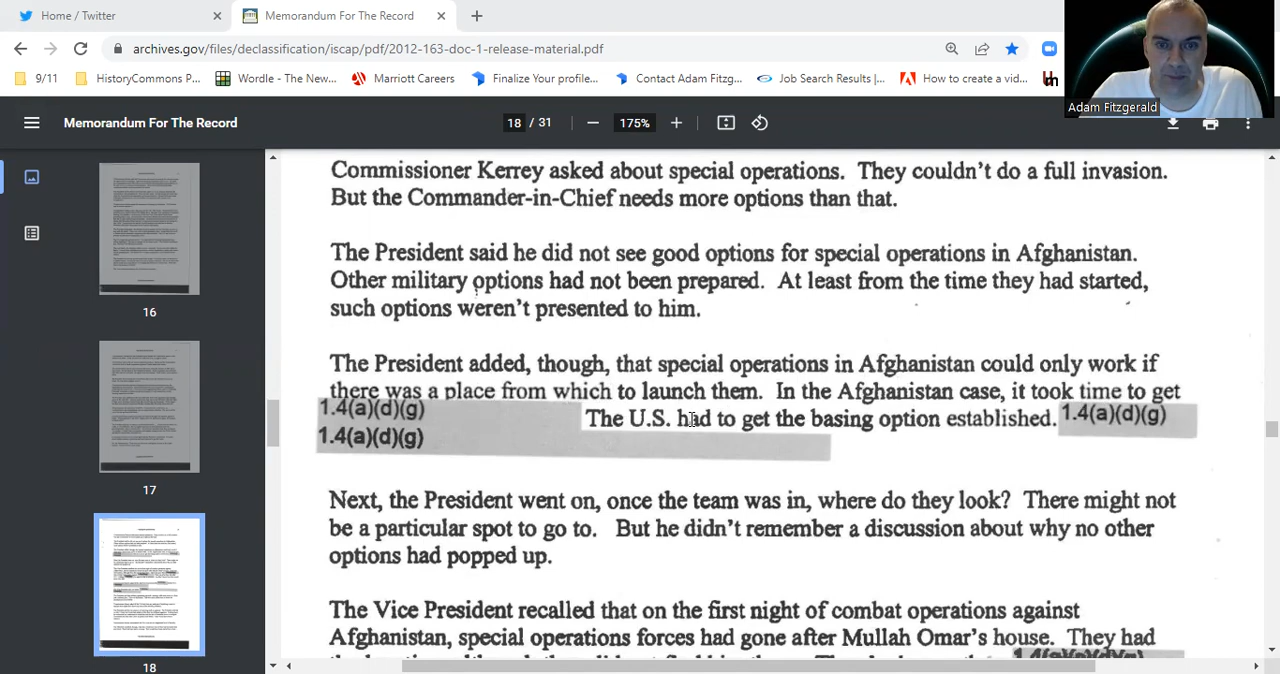 Home / Twitter
Memorandum For The Record
archives.gov/files/declassification/iscap/pdf/2012-163-doc-1-release-material.pdf
9/11
HistoryCommons P...
Wordle - The New...
Marriott Careers
Finalize Your profile...
Contact Adam Fitzg...
Job Search Results |...
How to create a vid...
Adam Fitzgerald
Memorandum For The Record
18 / 31
175%
16
17
18
Commissioner Kerrey asked about special operations. They couldn't do a full invasion.
But the Commander-in-Chief needs more options than that.
The President said he did not see good options for special operations in Afghanistan.
Other military options had not been prepared. At least from the time they had started,
such options weren't presented to him.
The President added, though, that special operations in Afghanistan could only work if
there was a place from which to launch them. In the Afghanistan case, it took time to get
1.4(a)(d)(g) The U.S. had to get the basing option established. 1.4(a)(d)(g)
1.4(a)(d)(g)
Next, the President went on, once the team was in, where do they look? There might not
be a particular spot to go to. But he didn't remember a discussion about why no other
options had popped up.
The Vice President recalled that on the first night of combat operations against
Afghanistan, special operations forces had gone after Mullah Omar's house. They had